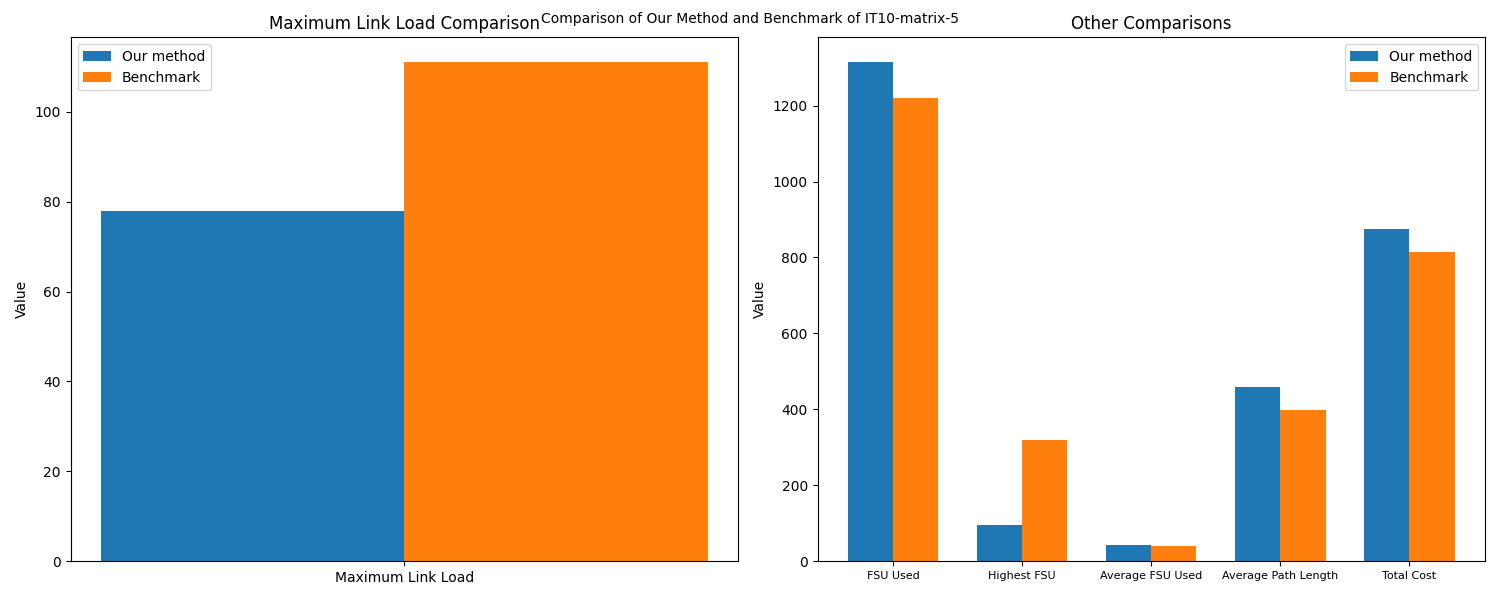 Comparison of Our Method and Benchmark of IT10-matrix-5
Maximum Link Load Comparison
Our method
Benchmark
Value
100
80
60
40
20
0
Maximum Link Load
Other Comparisons
Our method
Benchmark
Value
1200
1000
800
600
400
200
0
FSU Used
Highest FSU
Average FSU Used
Average Path Length
Total Cost